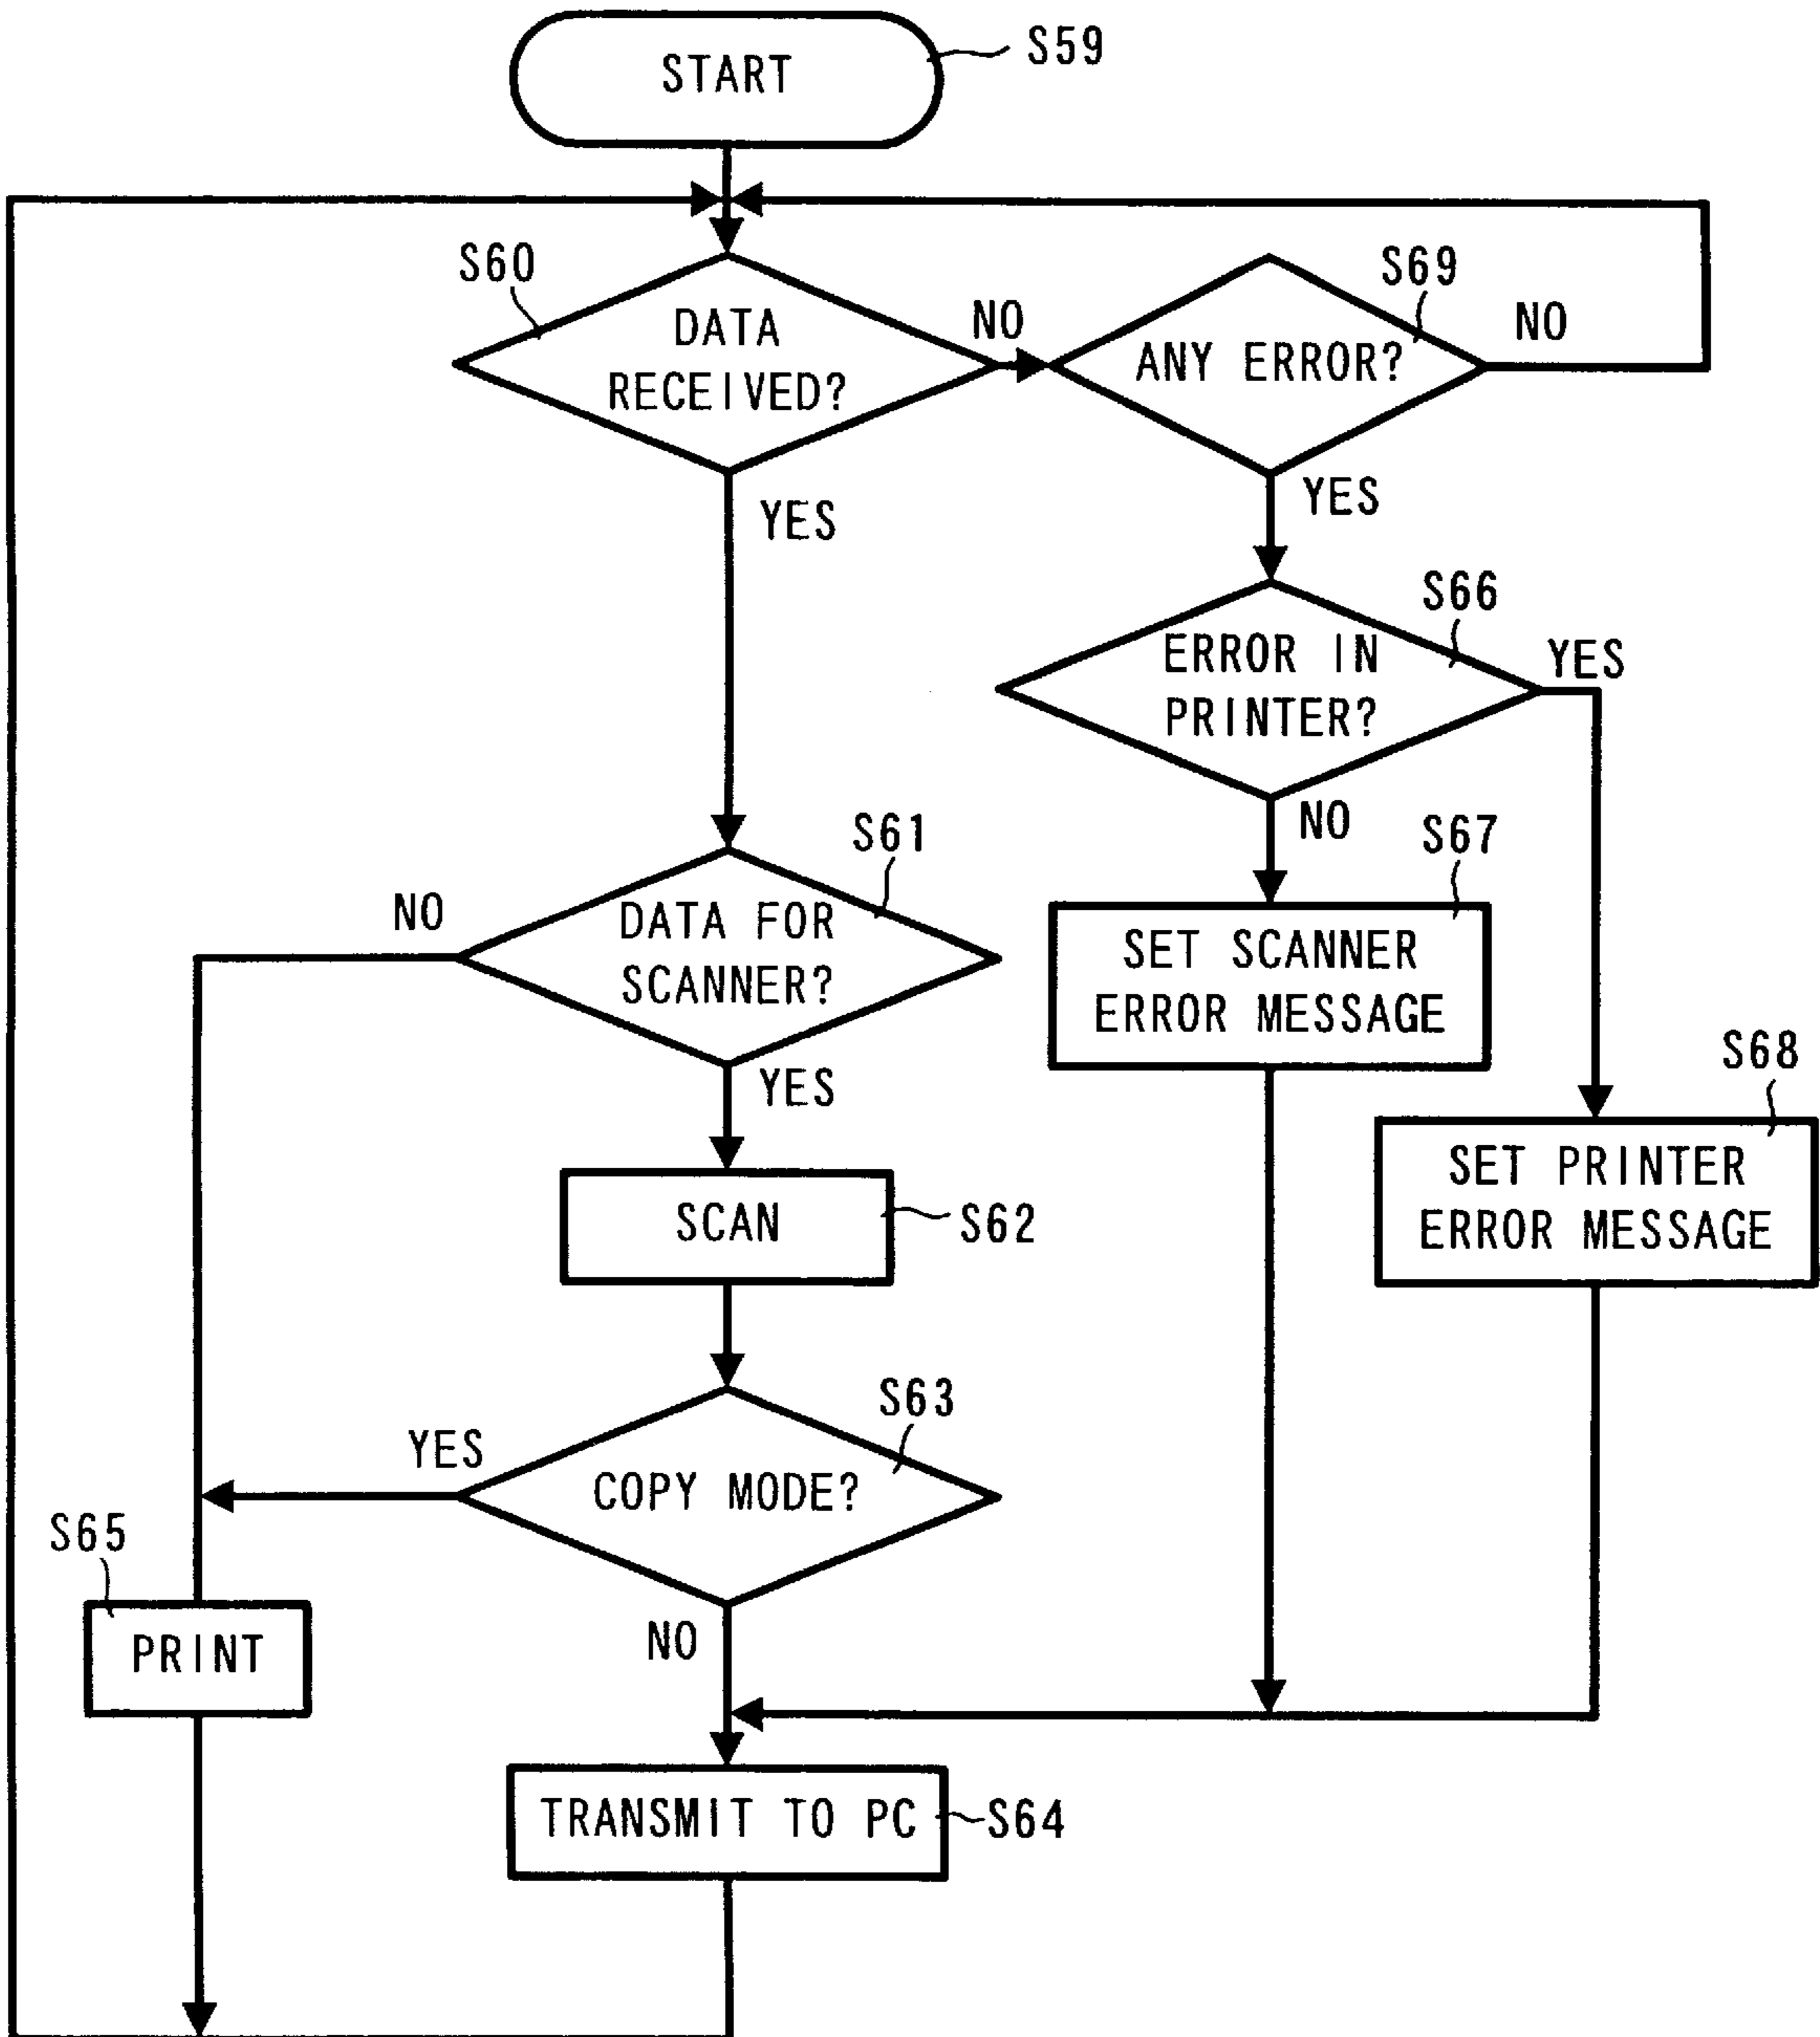 START
S59
S60
DATA
RECEIVED?
NO
S69
ANY ERROR?
NO
YES
YES
S66
ERROR IN
PRINTER?
YES
NO
S61
DATA FOR
SCANNER?
NO
YES
S67
SET SCANNER
ERROR MESSAGE
S68
SET PRINTER
ERROR MESSAGE
SCAN
S62
S63
COPY MODE?
YES
NO
S65
PRINT
TRANSMIT TO PC
S64